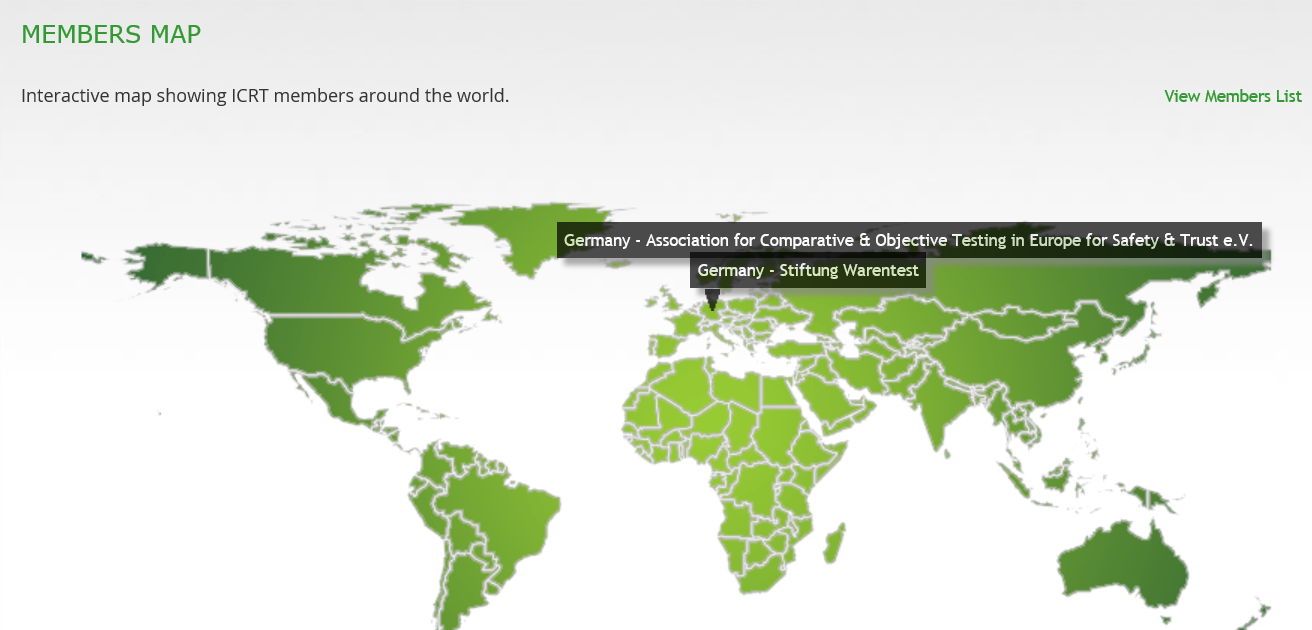 MEMBERS MAP
Interactive map showing ICRT members around the world.
View Members List
Germany - Association for Comparative & Objective Testing in Europe for Safety & Trust e.V.
Germany - Stiftung Warentest